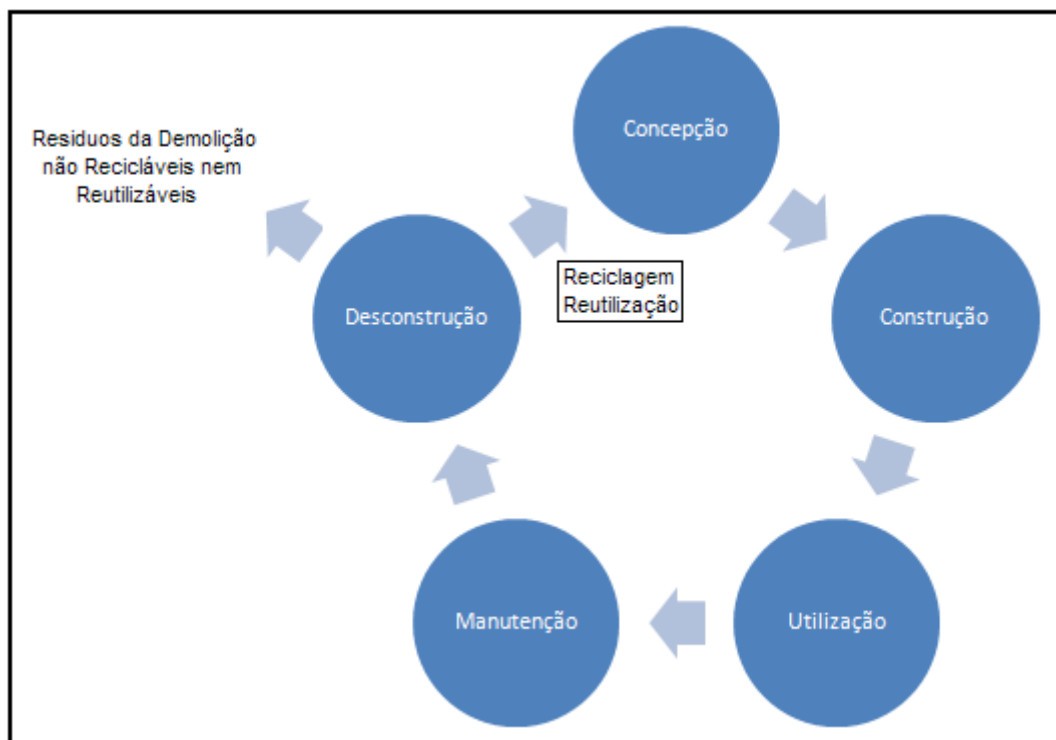 Concepção
Residuos da Demolição
não Recicláveis nem
Reutilizáveis
Reciclagem
Reutilização
Desconstrução
Construção
Manutenção
Utilização